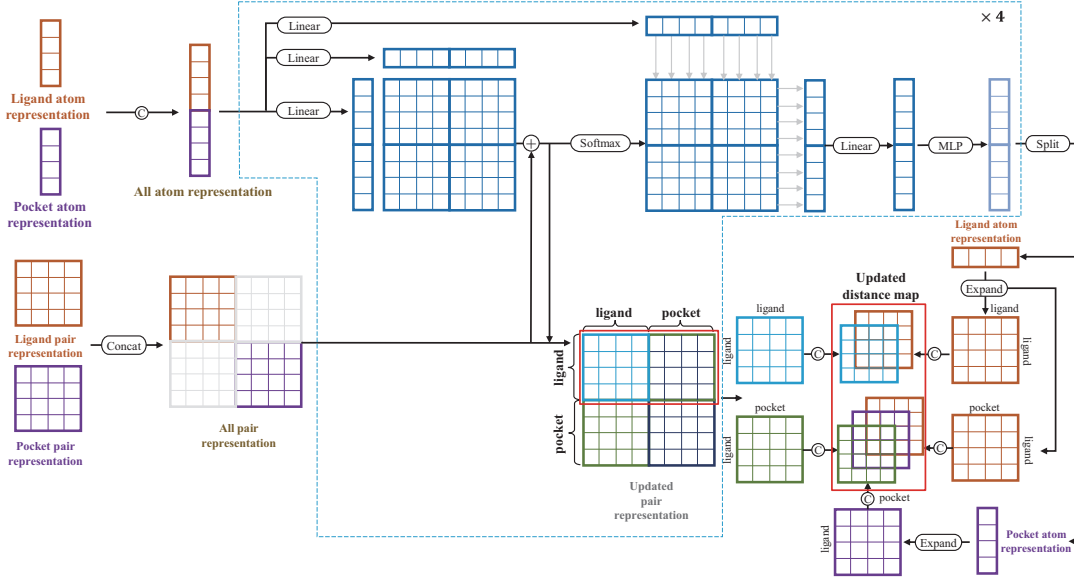 × 4
Linear
Linear
Linear
Ligand atom
representation
C
Pocket atom
representation
All atom representation
+
Softmax
Linear
MLP
Split
Ligand pair
representation
Concat
Pocket pair
representation
All pair
representation
ligand
pocket
ligand
pocket
Updated
pair
representation
Ligand atom
representation
Expand
Updated
distance map
ligand
ligand
C
C
ligand
ligand
pocket
ligand
C
C
pocket
ligand
C
pocket
ligand
Expand
Pocket atom
representation